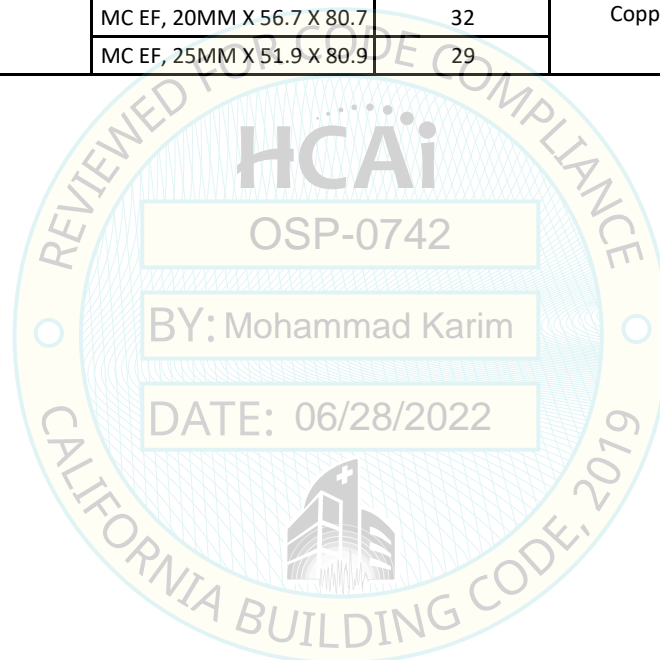 MC EF, 20MM X 56.7 X 80.7 32 Copp
MC EF, 25MM X 51.9 X 80.9 29
REVIEWED FOR CODE COMPLIANCE
HCAi
OSP-0742
BY: Mohammad Karim
DATE: 06/28/2022
CALIFORNIA BUILDING CODE, 2019